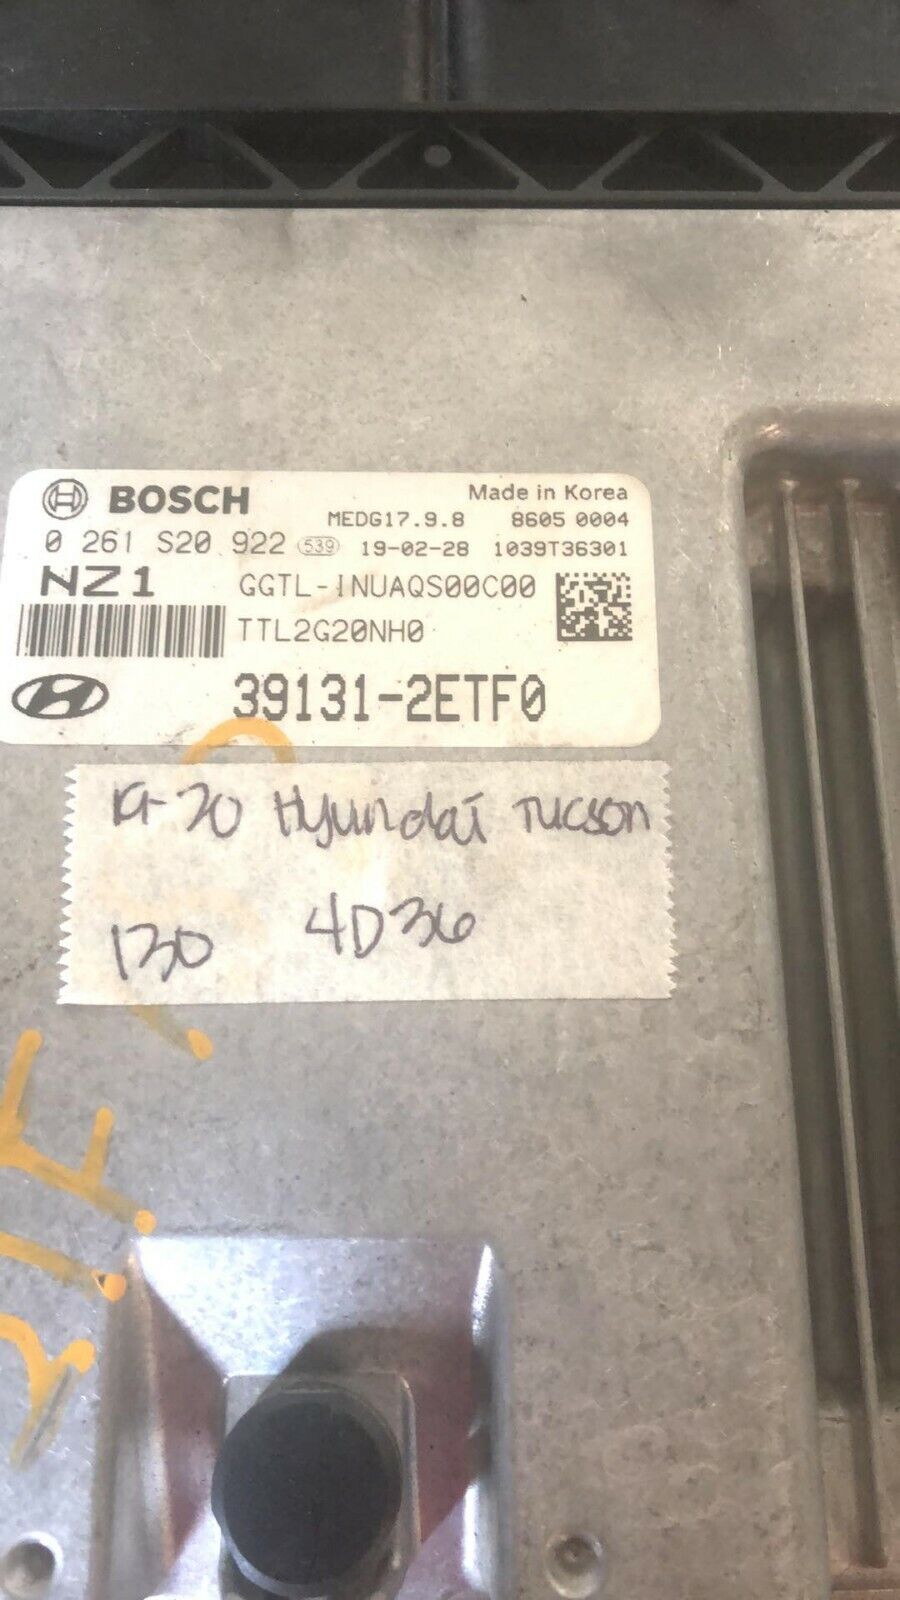 BOSCH
Made in Korea
MEDG17.9.8 8605 0004
0 261 S20 922 539 19-02-28 1039T36301
NZ1 GGTL-INUAQS00C00
TTL2G20NH0
39131-2ETF0
19-20 Hyundai Tucson
130 4D36